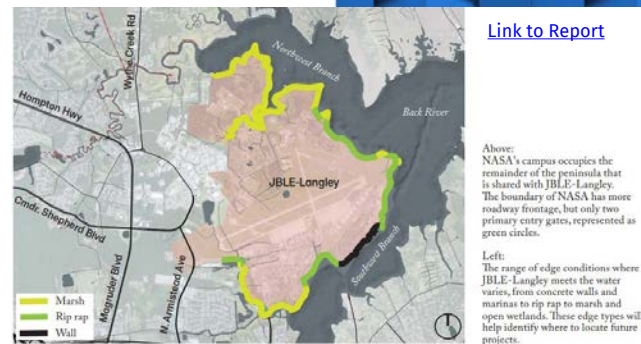 Link to Report
Wythe Creek Rd
Northwest Branch
Hampton Hwy
Back River
JBLE-Langley
Cmdr. Shepherd Blvd
Magruder Blvd
N. Armistead Ave
Southwest Branch
Marsh
Rip rap
Wall
Above:
NASA's campus occupies the
remainder of the peninsula that
is shared with JBLE-Langley.
The boundary of NASA has more
roadway frontage, but only two
primary entry gates, represented as
green circles.
Left:
The range of edge conditions where
JBLE-Langley meets the water
varies, from concrete walls and
marinas to rip rap to marsh and
open wetlands. These edge types will
help identify where to locate future
projects.